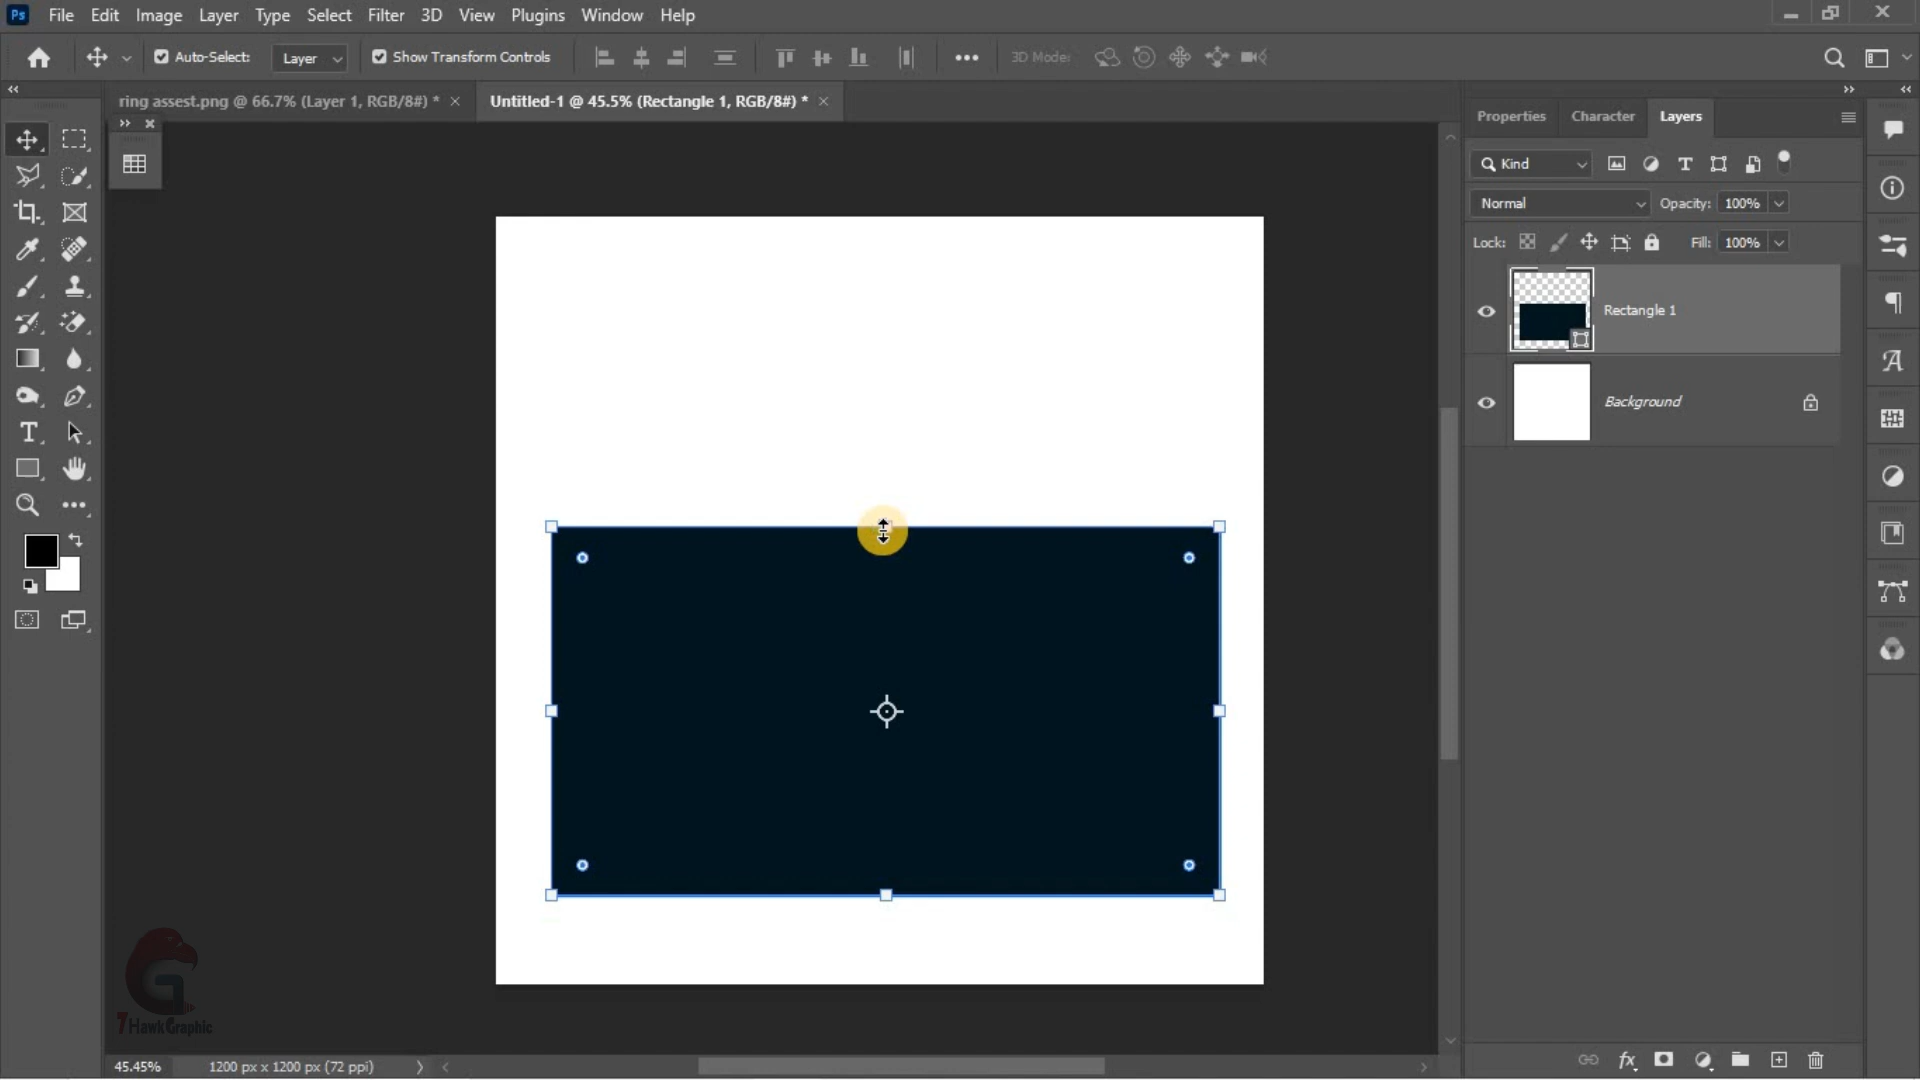 Ps File Edit Image Layer Type Select Filter 3D View Plugins Window Help
Auto-Select: Layer Show Transform Controls 3D Mode:
ring assest.png @ 66.7% (Layer 1, RGB/8#) * Untitled-1 @ 45.5% (Rectangle 1, RGB/8#) *
Properties Character Layers
Kind
Normal Opacity: 100%
Lock: Fill: 100%
Rectangle 1
Background
7HawkGraphic
45.45% 1200 px x 1200 px (72 ppi)
fx